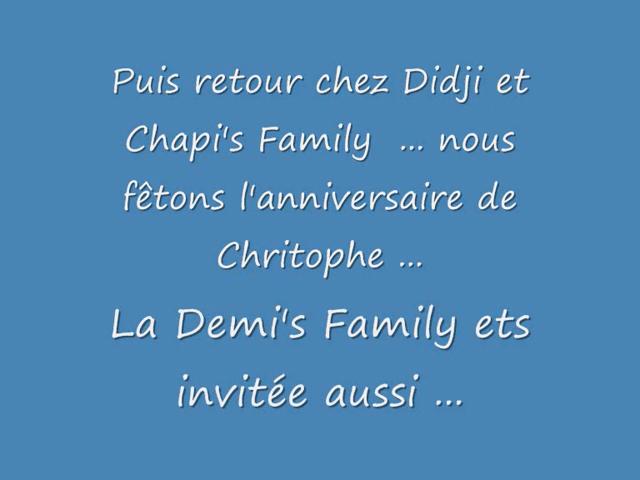 Puis retour chez Didji et
Chapi's Family ... nous
fêtons l'anniversaire de
Chritophe ...
La Demi's Family ets
invitée aussi ...